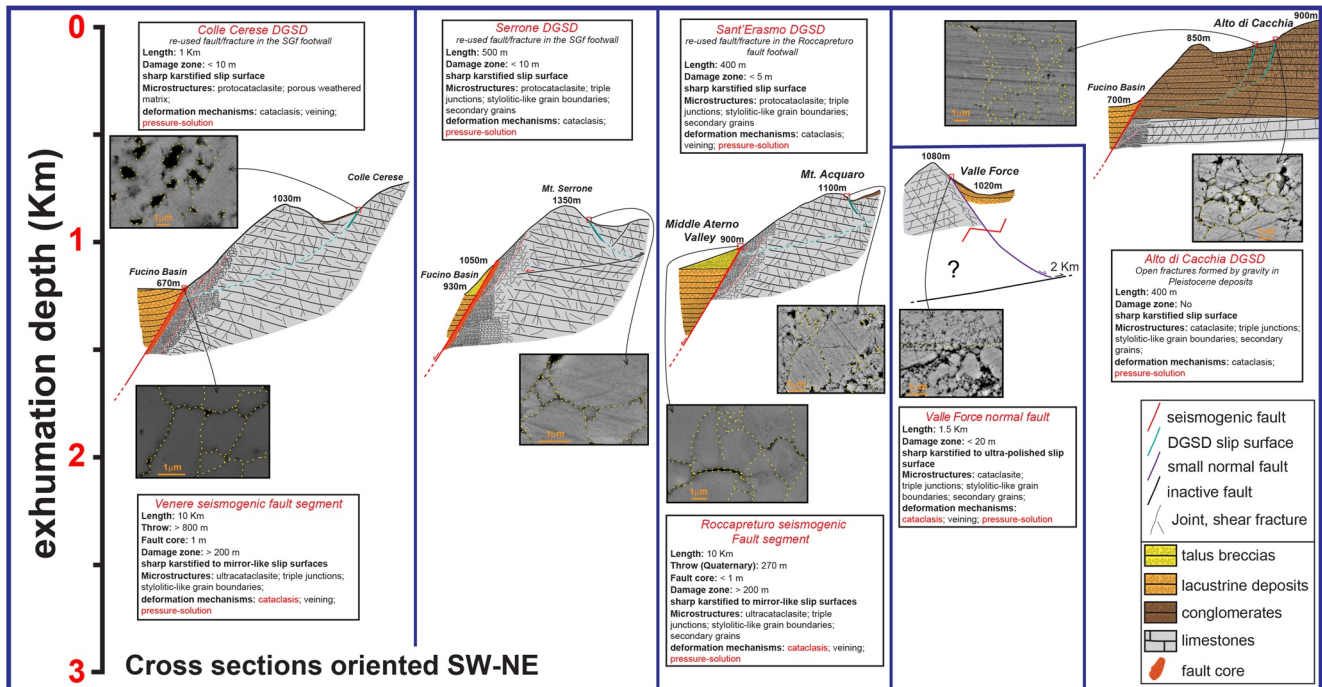 exhumation depth (Km)
0
1
2
3
Colle Cerese DGSD
re-used fault/fracture in the SGf footwall
Length: 1 Km
Damage zone: < 10 m
sharp karstified slip surface
Microstructures: protocataclasite; porous weathered
matrix;
deformation mechanisms: cataclasis; veining;
pressure-solution
1μm
Colle Cerese
1030m
Fucino Basin
670m
1μm
Venere seismogenic fault segment
Length: 10 Km
Throw: > 800 m
Fault core: 1 m
Damage zone: > 200 m
sharp karstified to mirror-like slip surfaces
Microstructures: ultracataclasite; triple junctions;
stylolitic-like grain boundaries;
deformation mechanisms: cataclasis; veining;
pressure-solution
Cross sections oriented SW-NE
Serrone DGSD
re-used fault/fracture in the SGf footwall
Length: 500 m
Damage zone: < 10 m
sharp karstified slip surface
Microstructures: protocataclasite; triple
junctions; stylolitic-like grain boundaries;
secondary grains
deformation mechanisms: cataclasis;
pressure-solution
Mt. Serrone
1350m
1050m
Fucino Basin
930m
1μm
Sant'Erasmo DGSD
re-used fault/fracture in the Roccapreturo
fault footwall
Length: 400 m
Damage zone: < 5 m
sharp karstified slip surface
Microstructures: protocataclasite; triple
junctions; stylolitic-like grain boundaries;
secondary grains
deformation mechanisms: cataclasis;
veining; pressure-solution
Mt. Acquaro
1100m
Middle Aterno
Valley
900m
1μm
1μm
Roccapreturo seismogenic
Fault segment
Length: 10 Km
Throw (Quaternary): 270 m
Fault core: < 1 m
Damage zone: > 200 m
sharp karstified to mirror-like slip surfaces
Microstructures: ultracataclasite; triple
junctions; stylolitic-like grain boundaries;
secondary grains
deformation mechanisms: cataclasis; veining;
pressure-solution
1080m
Valle Force
1020m
?
2 Km
Valle Force normal fault
Length: 1.5 Km
Damage zone: < 20 m
sharp karstified to ultra-polished slip
surface
Microstructures: cataclasite;
triple junctions; stylolitic-like grain
boundaries; secondary grains;
deformation mechanisms:
cataclasis; veining; pressure-solution
1μm
Alto di Cacchia
900m
850m
Fucino Basin
700m
Alto di Cacchia DGSD
Open fractures formed by gravity in
Pleistocene deposits
Length: 400 m
Damage zone: No
sharp karstified slip surface
Microstructures: cataclasite; triple junctions;
stylolitic-like grain boundaries; secondary
grains;
deformation mechanisms: cataclasis;
pressure-solution
seismogenic fault
DGSD slip surface
small normal fault
inactive fault
Joint, shear fracture
talus breccias
lacustrine deposits
conglomerates
limestones
fault core